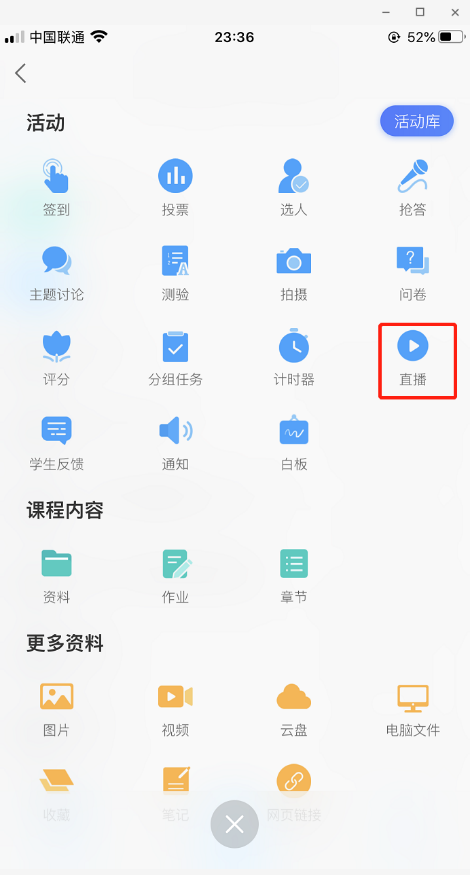 中国联通 23:36 52%
活动 活动库
签到 投票 选人 抢答
主题讨论 测验 拍摄 问卷
评分 分组任务 计时器 直播
学生反馈 通知 白板
课程内容
资料 作业 章节
更多资料
图片 视频 云盘 电脑文件
收藏 笔记 网页链接